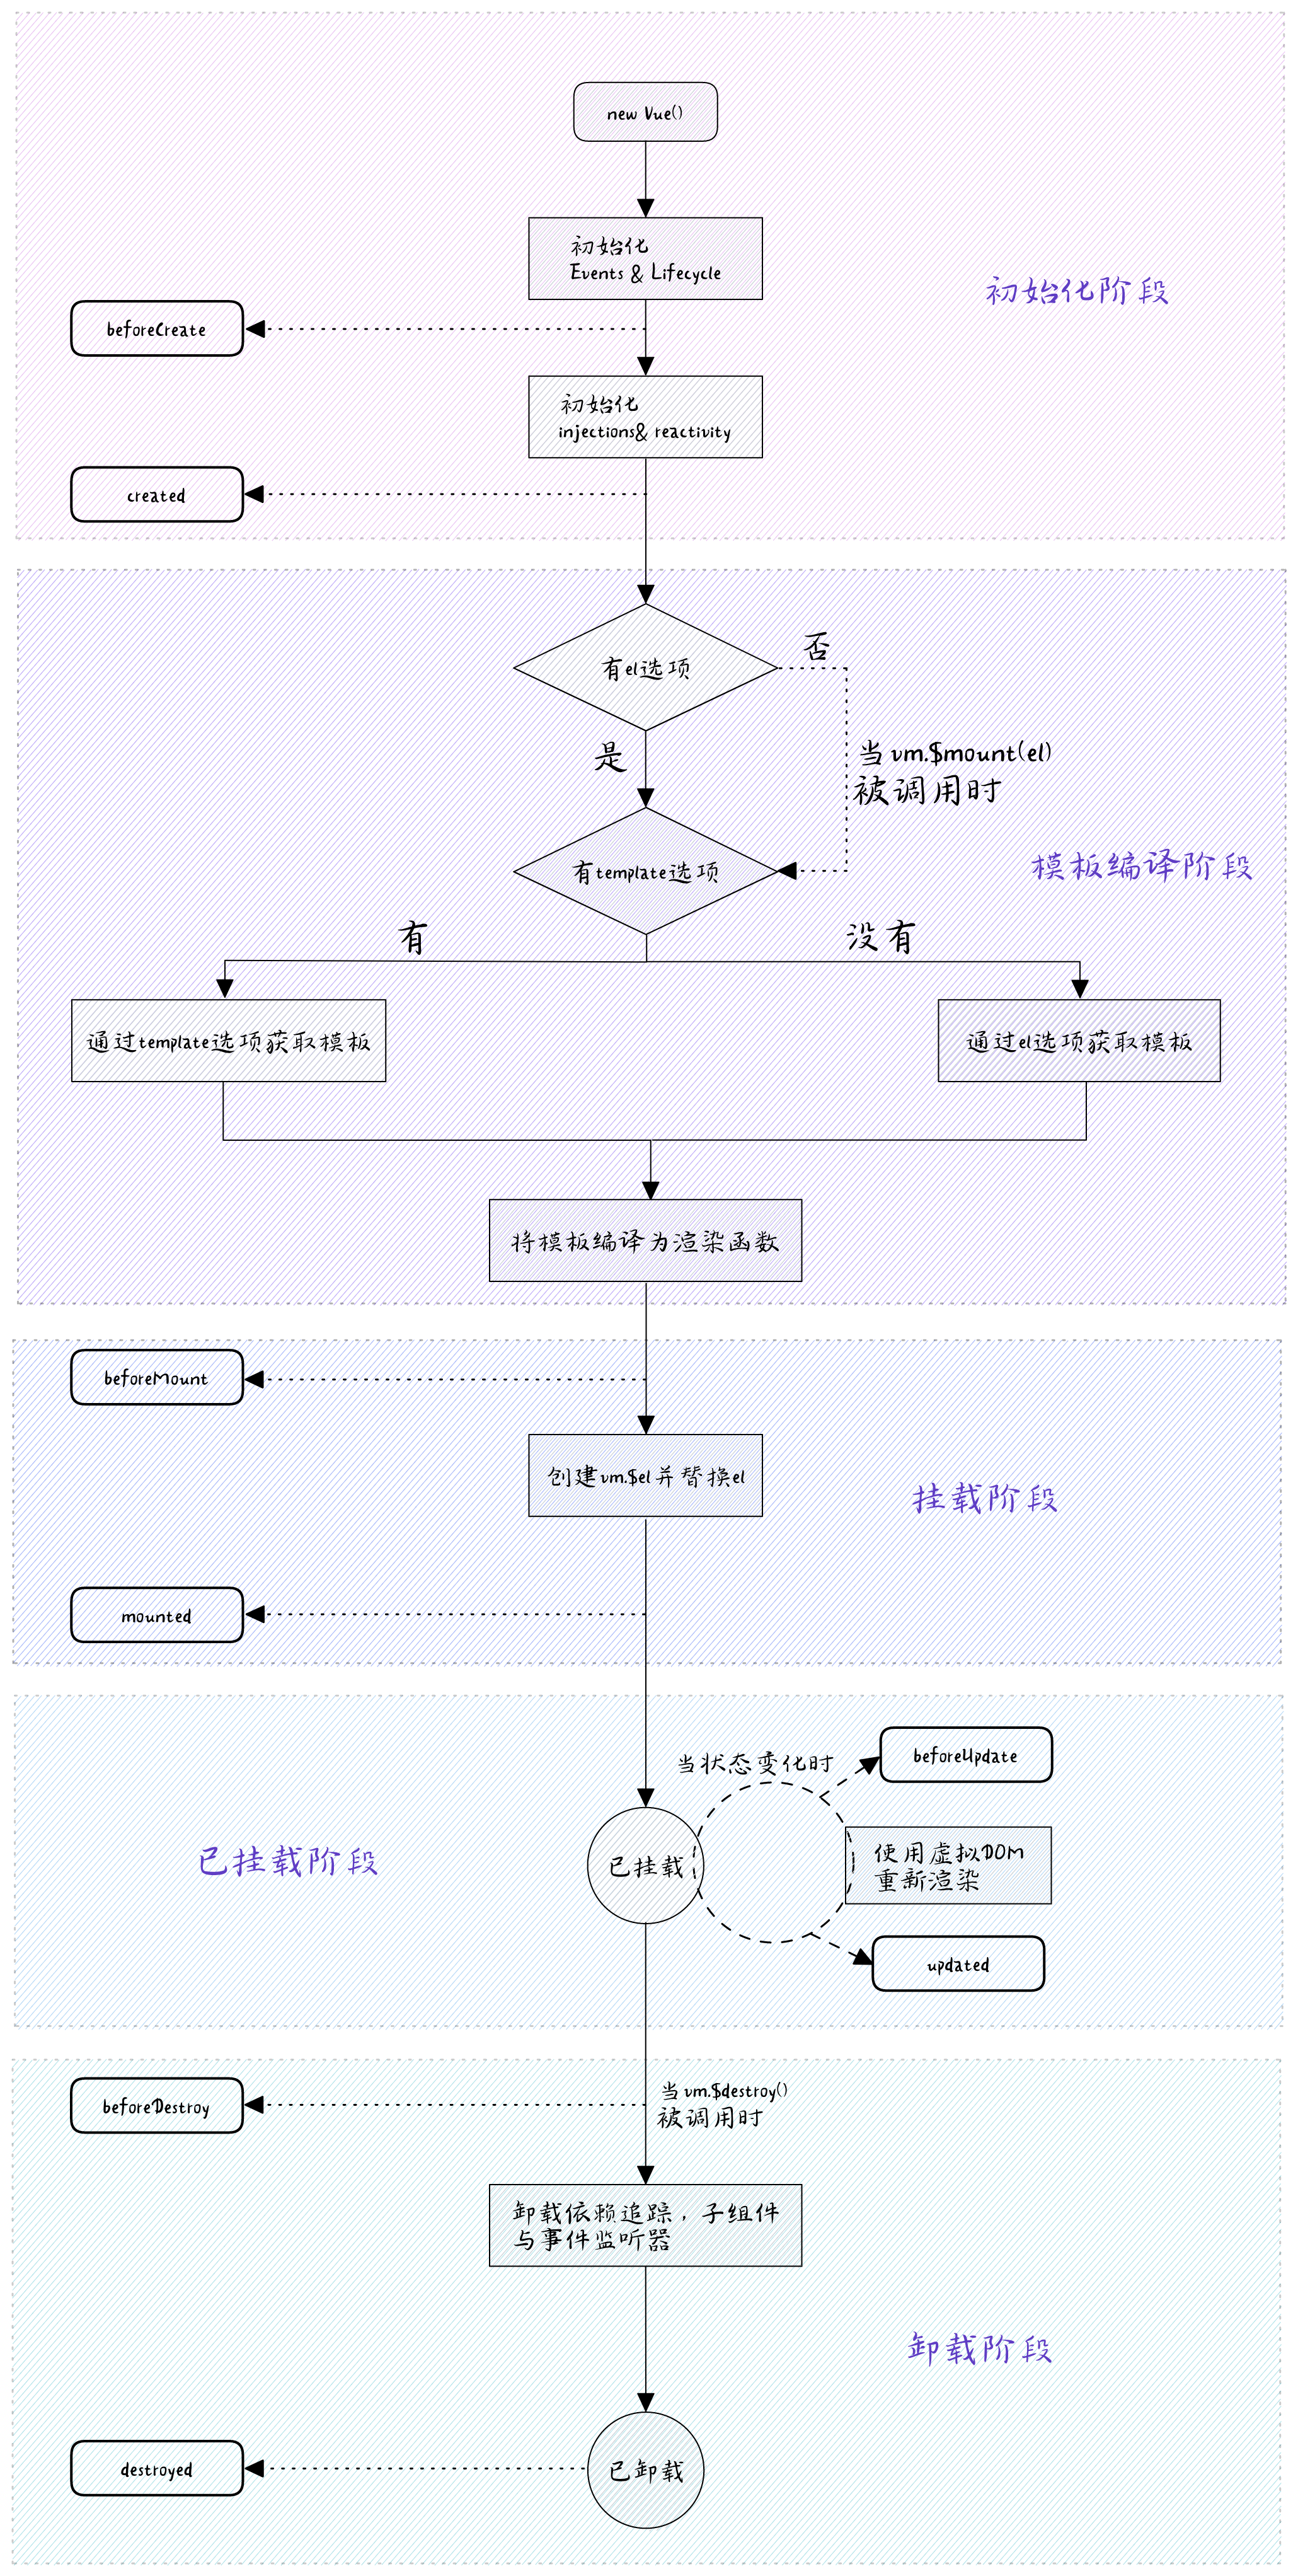 new Vue()
初始化
Events & Lifecycle
初始化阶段
beforeCreate
初始化
injections& reactivity
created
否
有el选项
是
当 vm.$mount(el)
被调用时
有template选项
模板编译阶段
有
没有
通过template选项获取模板
通过el选项获取模板
将模板编译为渲染函数
beforeMount
创建vm.$el并替换el
挂载阶段
mounted
当状态变化时
beforeUpdate
已挂载阶段
已挂载
使用虚拟DOM
重新渲染
updated
当 vm.$destroy()
被调用时
beforeDestroy
卸载依赖追踪，子组件
与事件监听器
卸载阶段
已卸载
destroyed